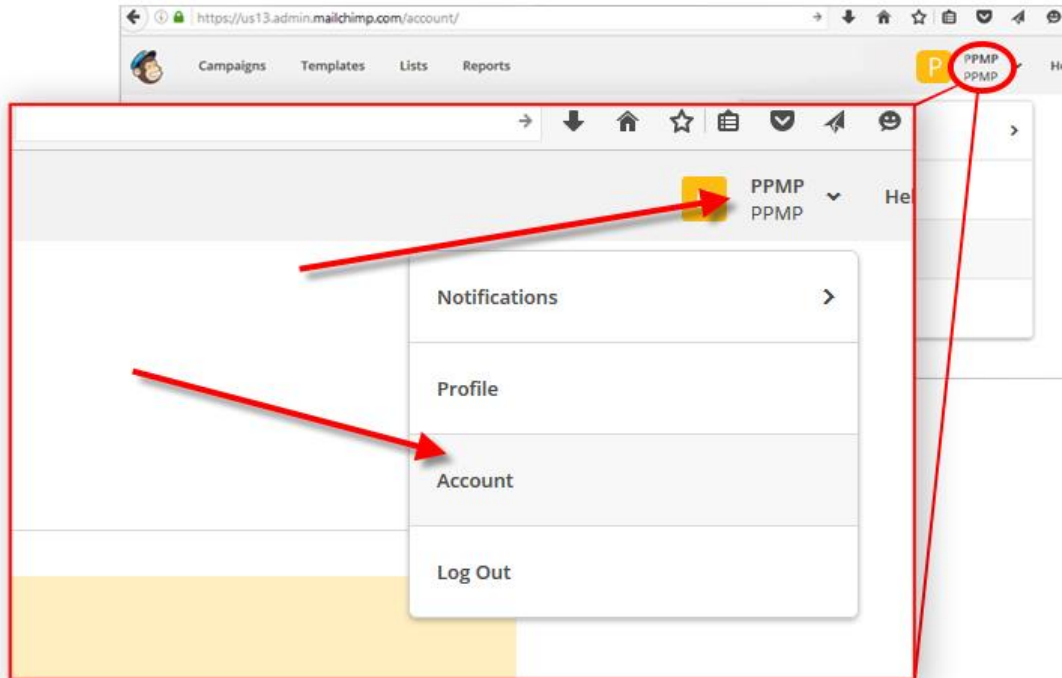 https://us13.admin.mailchimp.com/account/
Campaigns Templates Lists Reports P PPMP
PPMP
PPMP Hel
PPMP
Notifications
Profile
Account
Log Out